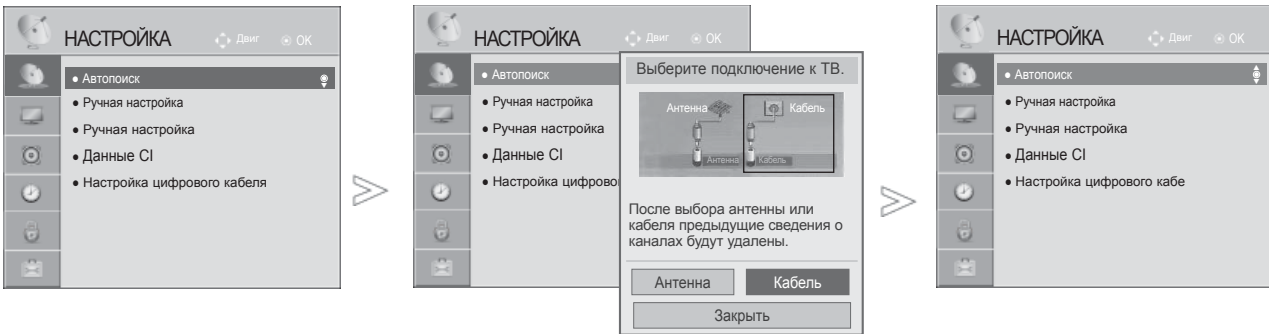 НАСТРОЙКА
Двиг
OK
• Автопоиск
• Ручная настройка
• Ручная настройка
• Данные CI
• Настройка цифрового кабеля
НАСТРОЙКА
Двиг
OK
• Автопоиск
• Ручная настройка
• Ручная настройка
• Данные CI
• Настройка цифрово
Выберите подключение к ТВ.
Антенна
Кабель
Антенна
Кабель
После выбора антенны или
кабеля предыдущие сведения о
каналах будут удалены.
Антенна
Кабель
Закрыть
НАСТРОЙКА
Двиг
OK
• Автопоиск
• Ручная настройка
• Ручная настройка
• Данные CI
• Настройка цифрового кабе